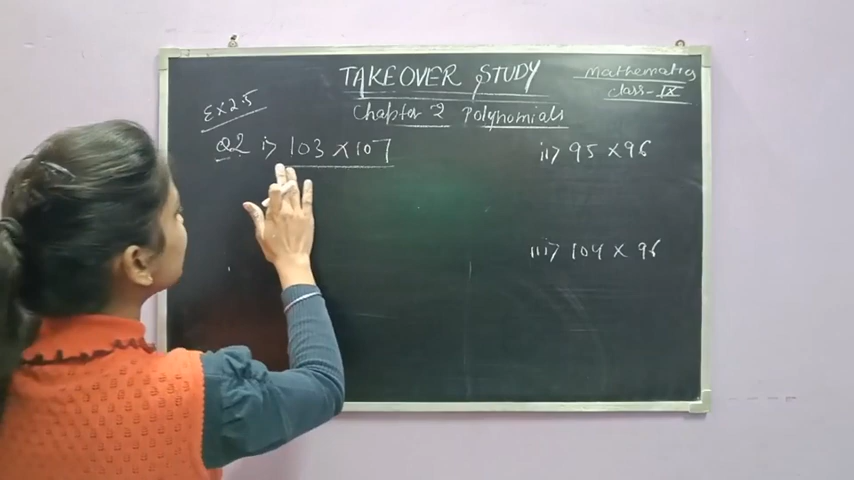 TAKEOVER STUDY
Mathematics
class-IX
Chapter 2 Polynomials
EX 2.5
Q2 i> 103 x 107
ii> 95 x 96
iii> 104 x 96